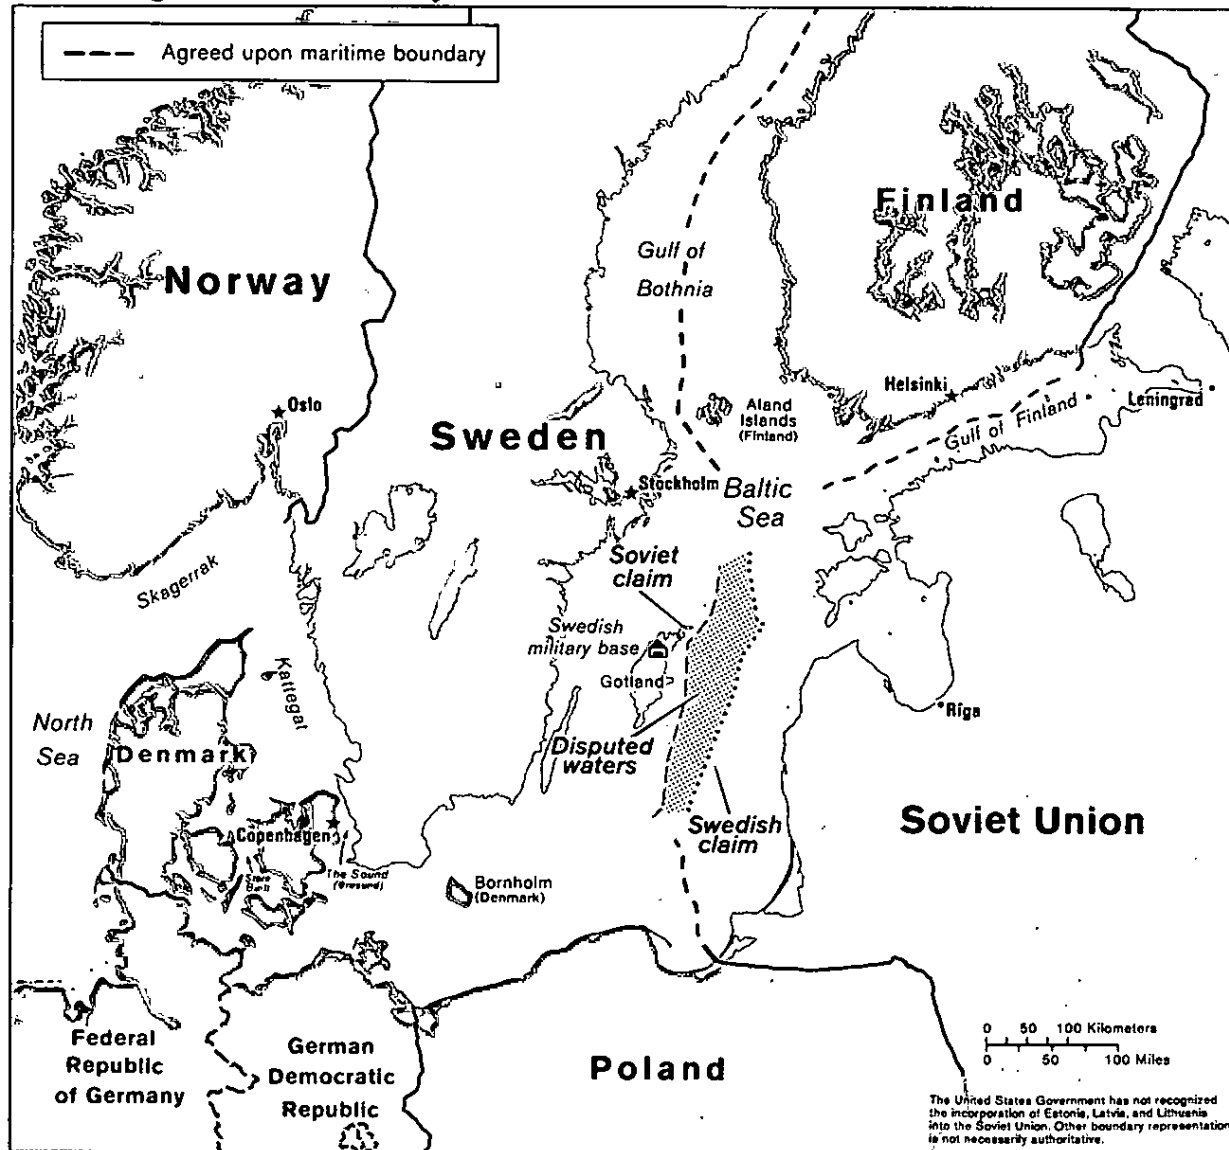 Agreed upon maritime boundary
Finland
Gulf of
Bothnia
Norway
Helsinki
Leningrad
Oslo
Aland
Islands
(Finland)
Gulf of Finland
Sweden
Stockholm
Baltic
Sea
Soviet
claim
Skagerrak
Swedish
military base
Gotland
Kattegat
Riga
North
Sea
Denmark
Disputed
waters
Soviet Union
Swedish
claim
Copenhagen
Store
Bælt
The Sound
(Øresund)
Bornholm
(Denmark)
Federal
Republic
of Germany
German
Democratic
Republic
Poland
0 50 100 Kilometers
0 50 100 Miles
The United States Government has not recognized
the incorporation of Estonia, Latvia, and Lithuania
into the Soviet Union. Other boundary representation
is not necessarily authoritative.